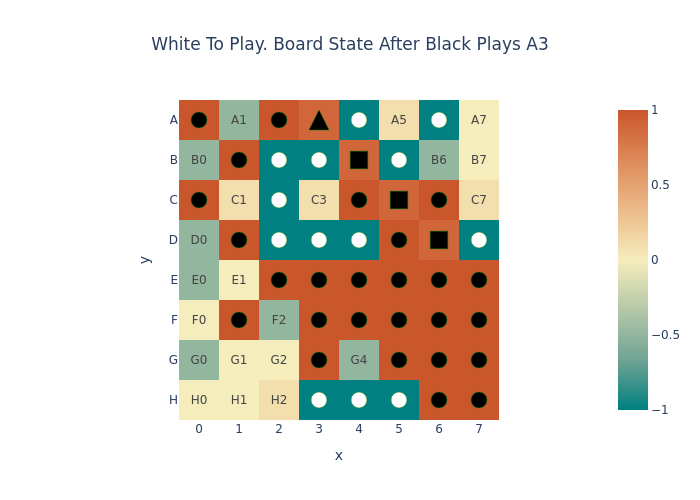 White To Play. Board State After Black Plays A3
A A1 A5 A7
B B0 B6 B7
C C1 C3 C7
D D0
E E0 E1
F F0 F2
G G0 G1 G2 G4
H H0 H1 H2
0 1 2 3 4 5 6 7
x
y
1
0.5
0
−0.5
−1